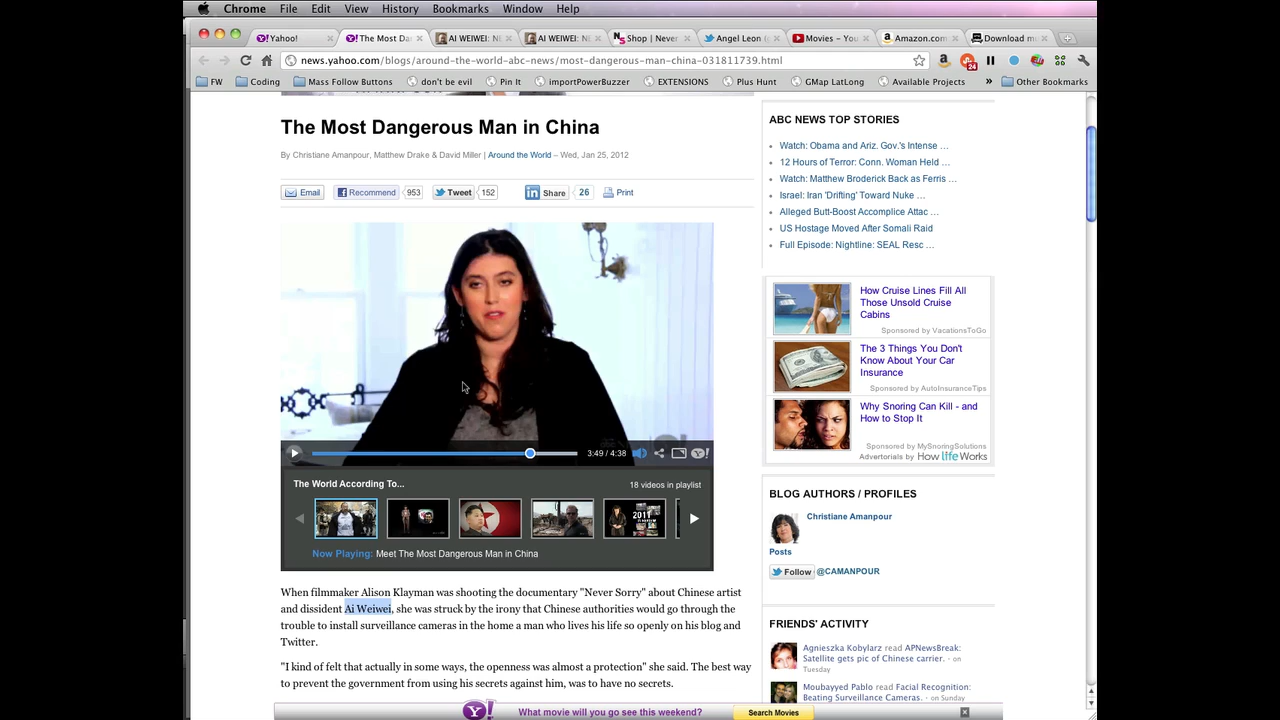 Chrome File Edit View History Bookmarks Window Help
Yahoo! The Most Da AI WEIWEI: NE AI WEIWEI: NE Shop | Never Angel Leon ( Movies – You Amazon.com Download m
news.yahoo.com/blogs/around-the-world-abc-news/most-dangerous-man-china-031811739.html
24
FW Coding Mass Follow Buttons don't be evil Pin It importPowerBuzzer EXTENSIONS Plus Hunt GMap LatLong Available Projects » Other Bookmarks
The Most Dangerous Man in China
By Christiane Amanpour, Matthew Drake & David Miller | Around the World – Wed, Jan 25, 2012
Email Recommend 953 Tweet 152 in Share 26 Print
3:49 / 4:38 Y!
The World According To... 18 videos in playlist
2011
Now Playing: Meet The Most Dangerous Man in China
When filmmaker Alison Klayman was shooting the documentary "Never Sorry" about Chinese artist
and dissident Ai Weiwei, she was struck by the irony that Chinese authorities would go through the
trouble to install surveillance cameras in the home a man who lives his life so openly on his blog and
Twitter.
"I kind of felt that actually in some ways, the openness was almost a protection" she said. The best way
to prevent the government from using his secrets against him, was to have no secrets.
ABC NEWS TOP STORIES
Watch: Obama and Ariz. Gov.'s Intense ...
12 Hours of Terror: Conn. Woman Held ...
Watch: Matthew Broderick Back as Ferris ...
Israel: Iran 'Drifting' Toward Nuke ...
Alleged Butt-Boost Accomplice Attac ...
US Hostage Moved After Somali Raid
Full Episode: Nightline: SEAL Resc ...
How Cruise Lines Fill All
Those Unsold Cruise
Cabins
Sponsored by VacationsToGo
The 3 Things You Don't
Know About Your Car
Insurance
Sponsored by AutoInsuranceTips
Why Snoring Can Kill - and
How to Stop It
Sponsored by MySnoringSolutions
Advertorials by How life Works
BLOG AUTHORS / PROFILES
Christiane Amanpour
Posts
Follow @CAMANPOUR
FRIENDS' ACTIVITY
Agnieszka Kobylarz read APNewsBreak:
Satellite gets pic of Chinese carrier. - on
Tuesday
Moubayyed Pablo read Facial Recognition:
Beating Surveillance Cameras. - on Sunday
Y! What movie will you go see this weekend? Search Movies